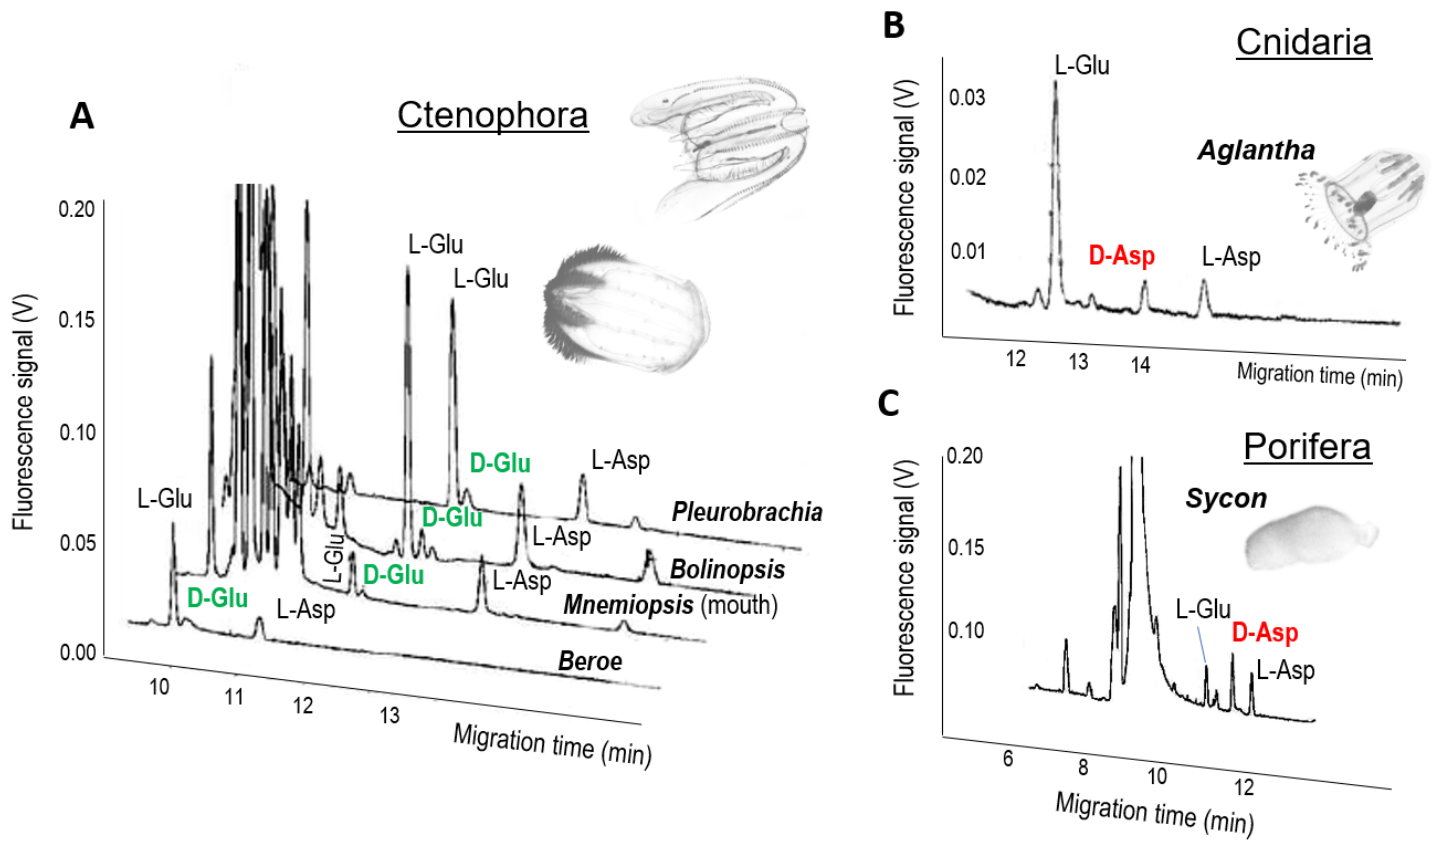 A
Ctenophora
Fluorescence signal (V)
0.20
0.15
0.10
0.05
0.00
L-Glu
L-Glu
D-Glu
L-Asp
Pleurobrachia
D-Glu
L-Asp
Bolinopsis
L-Glu
D-Glu
L-Asp
Mnemiopsis (mouth)
L-Glu
D-Glu
L-Asp
Beroe
10
11
12
13
Migration time (min)
B
Cnidaria
Fluorescence signal (V)
0.03
0.02
0.01
L-Glu
Aglantha
D-Asp
L-Asp
12
13
14
Migration time (min)
C
Porifera
Fluorescence signal (V)
0.20
0.15
0.10
Sycon
L-Glu
D-Asp
L-Asp
6
8
10
12
Migration time (min)